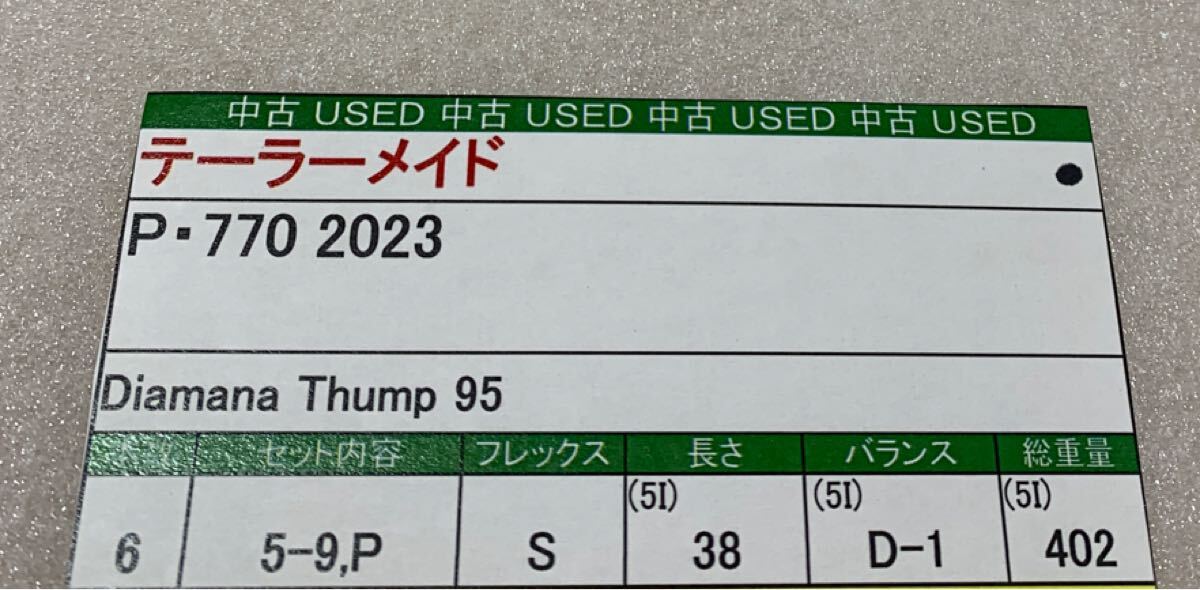 中古 USED 中古 USED 中古 USED 中古 USED
テーラーメイド
P・770 2023
Diamana Thump 95
セット内容 フレックス 長さ バランス 総重量
(5I) (5I) (5I)
6 5-9,P S 38 D-1 402